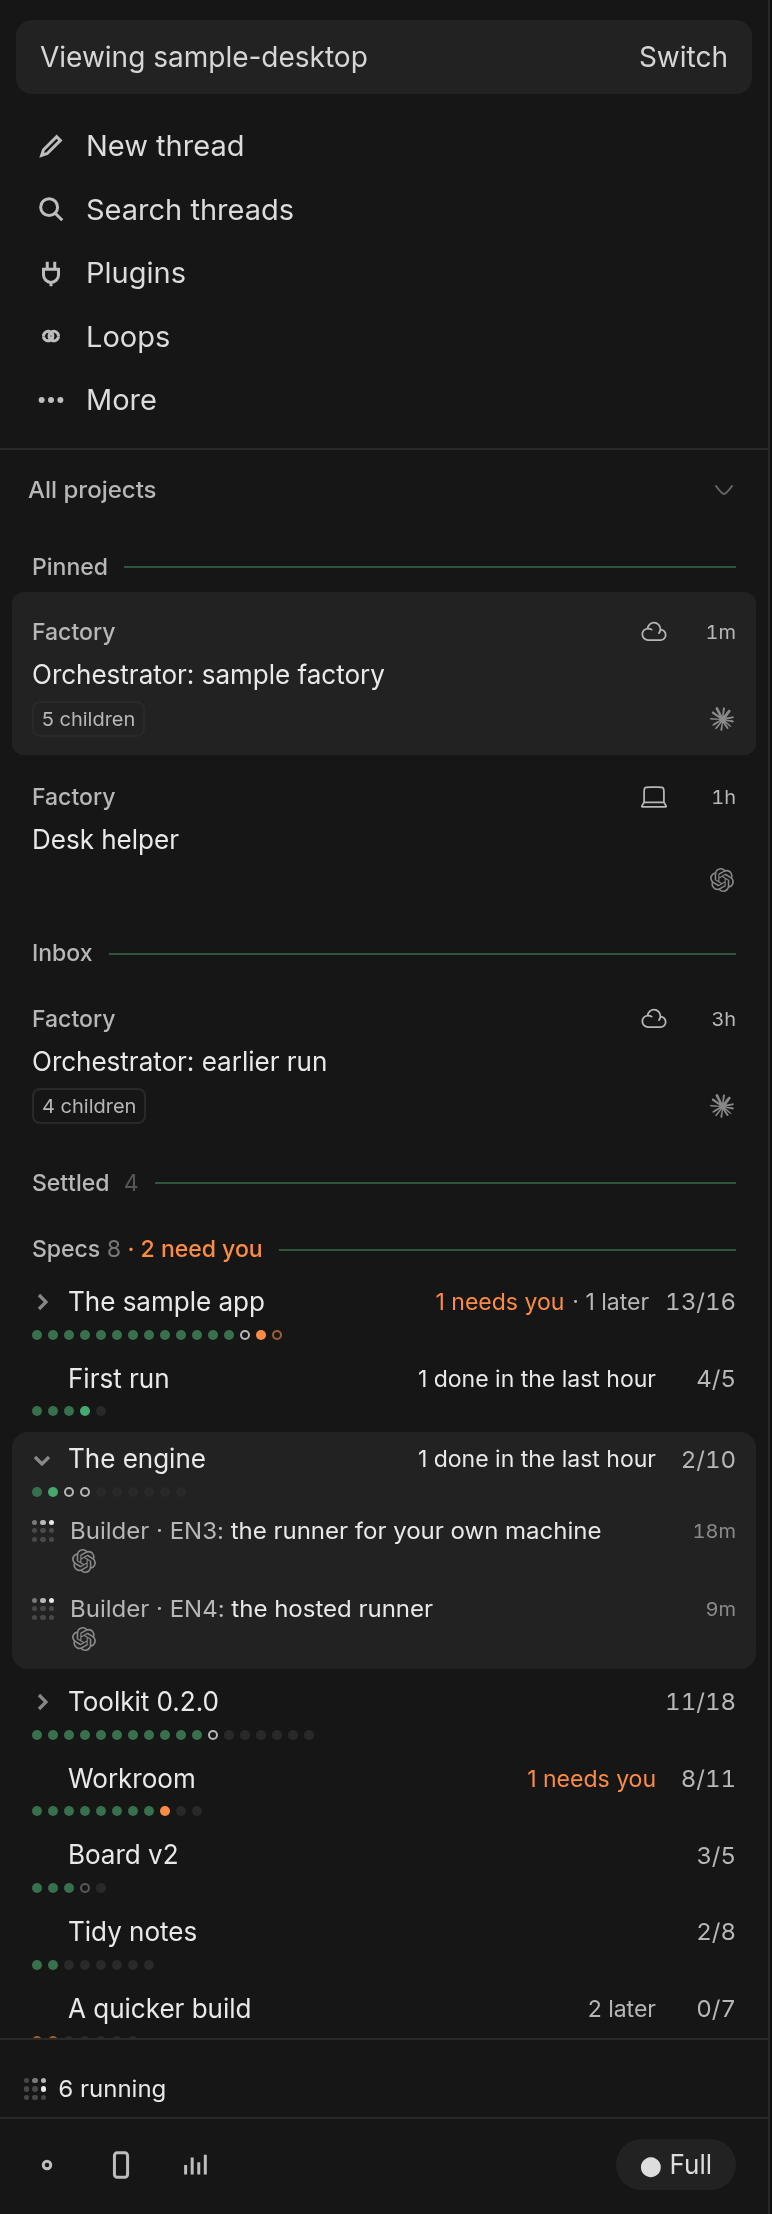 Viewing sample-desktop Switch
New thread
Search threads
Plugins
Loops
More
All projects
Pinned
Factory 1m
Orchestrator: sample factory
5 children
Factory 1h
Desk helper
Inbox
Factory 3h
Orchestrator: earlier run
4 children
Settled 4
Specs 8 · 2 need you
The sample app 1 needs you · 1 later 13/16
First run 1 done in the last hour 4/5
The engine 1 done in the last hour 2/10
Builder · EN3: the runner for your own machine 18m
Builder · EN4: the hosted runner 9m
Toolkit 0.2.0 11/18
Workroom 1 needs you 8/11
Board v2 3/5
Tidy notes 2/8
A quicker build 2 later 0/7
6 running
Full